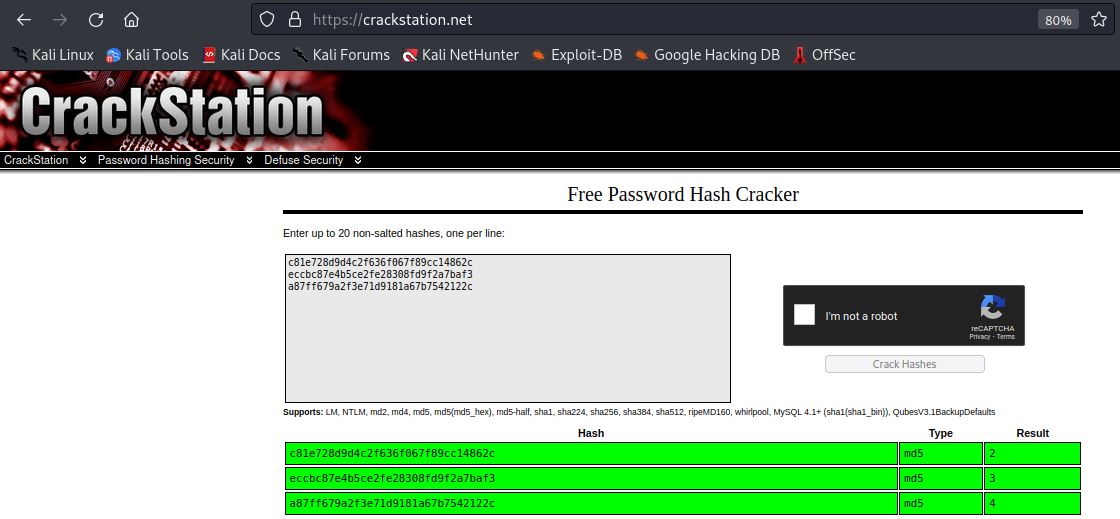 https://crackstation.net 80%
Kali Linux Kali Tools Kali Docs Kali Forums Kali NetHunter Exploit-DB Google Hacking DB OffSec
CrackStation
CrackStation Password Hashing Security Defuse Security
Free Password Hash Cracker
Enter up to 20 non-salted hashes, one per line:
c81e728d9d4c2f636f067f89cc14862c
eccbc87e4b5ce2fe28308fd9f2a7baf3
a87ff679a2f3e71d9181a67b7542122c
I'm not a robot
reCAPTCHA
Privacy - Terms
Crack Hashes
Supports: LM, NTLM, md2, md4, md5, md5(md5_hex), md5-half, sha1, sha224, sha256, sha384, sha512, ripeMD160, whirlpool, MySQL 4.1+ (sha1(sha1_bin)), QubesV3.1BackupDefaults
Hash Type Result
c81e728d9d4c2f636f067f89cc14862c md5 2
eccbc87e4b5ce2fe28308fd9f2a7baf3 md5 3
a87ff679a2f3e71d9181a67b7542122c md5 4